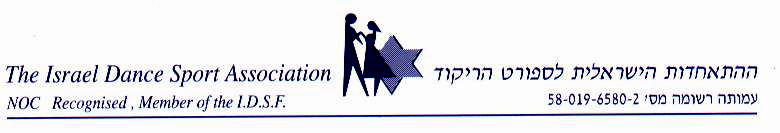 The Israel Dance Sport Association
NOC Recognised , Member of the I.D.S.F.
ההתאחדות הישראלית לספורט הריקוד
עמותה רשומה מס' 58-019-6580-2